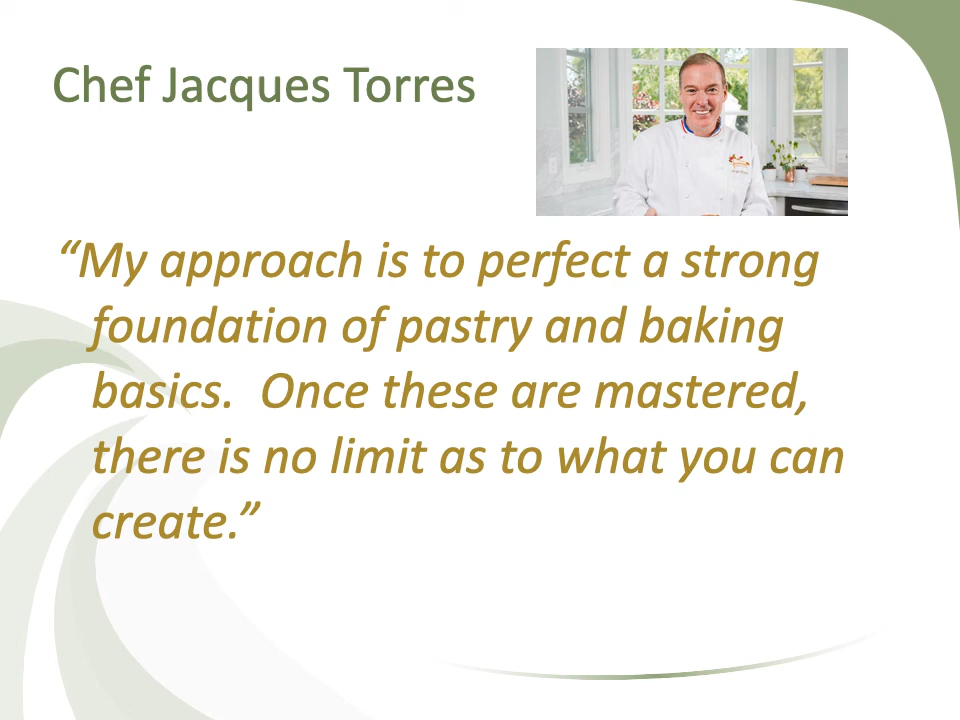 Chef Jacques Torres
“My approach is to perfect a strong
foundation of pastry and baking
basics.  Once these are mastered,
there is no limit as to what you can
create.”